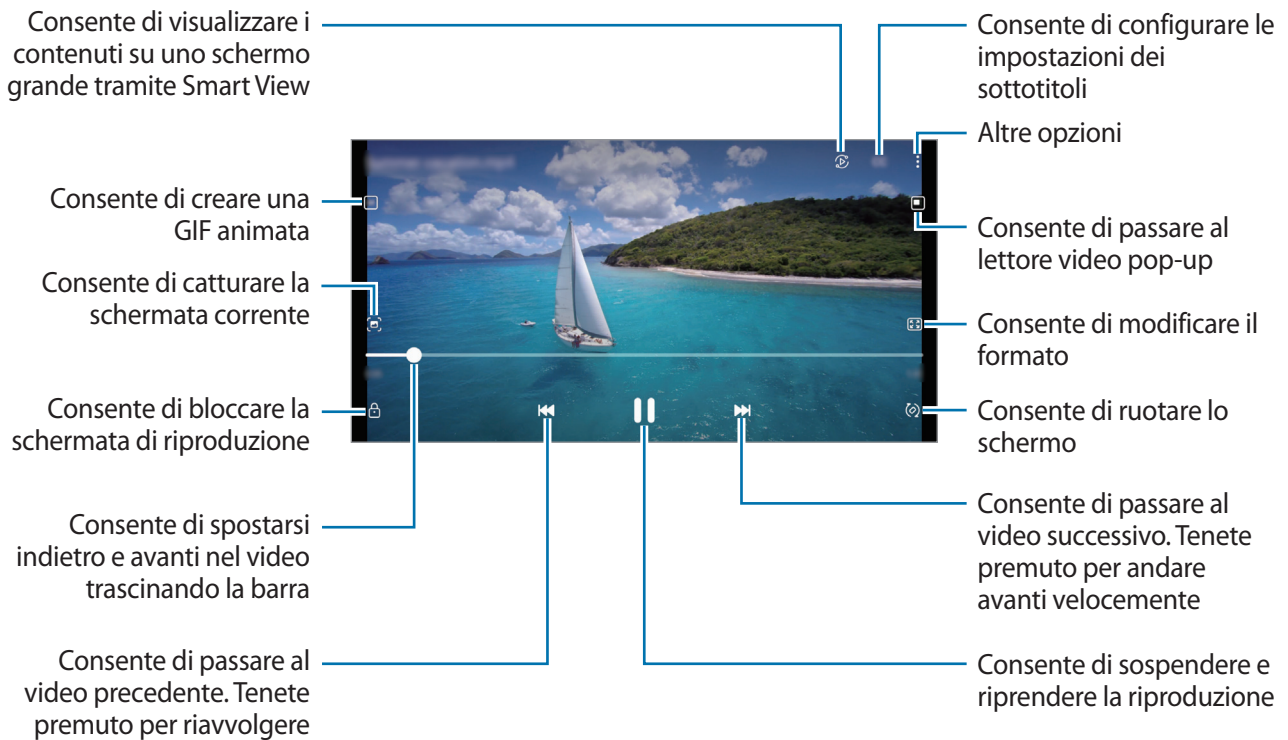 Consente di visualizzare i
contenuti su uno schermo
grande tramite Smart View
Consente di creare una
GIF animata
Consente di catturare la
schermata corrente
Consente di bloccare la
schermata di riproduzione
Consente di spostarsi
indietro e avanti nel video
trascinando la barra
Consente di passare al
video precedente. Tenete
premuto per riavvolgere
Consente di configurare le
impostazioni dei
sottotitoli
Altre opzioni
Consente di passare al
lettore video pop-up
Consente di modificare il
formato
Consente di ruotare lo
schermo
Consente di passare al
video successivo. Tenete
premuto per andare
avanti velocemente
Consente di sospendere e
riprendere la riproduzione